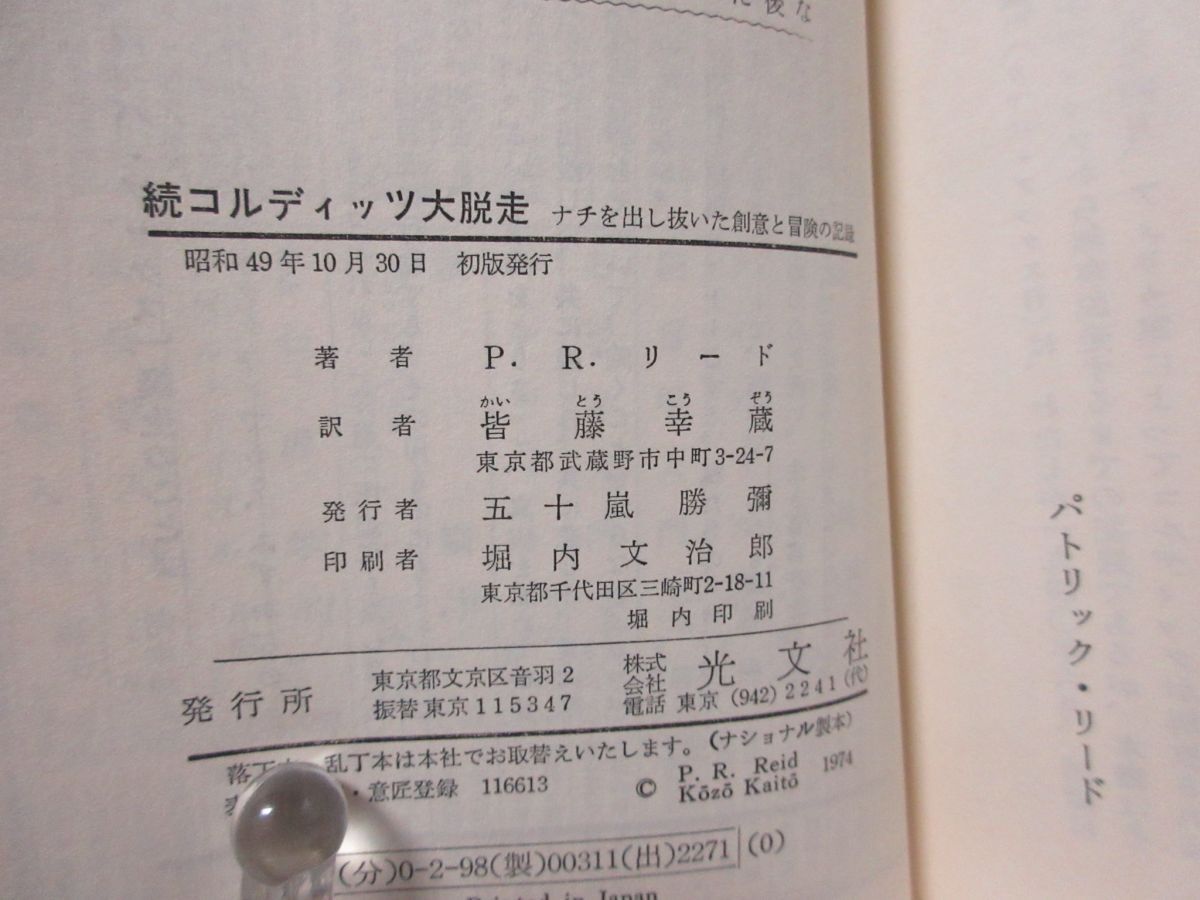 続コルディッツ大脱走 ナチを出し抜いた創意と冒険の記録
昭和49年10月30日 初版発行
著者 P. R. リード
かい とう こう ぞう
訳者 皆藤幸蔵
東京都武蔵野市中町3-24-7
発行者 五十嵐勝彌
印刷者 堀内文治郎
東京都千代田区三崎町2-18-11
堀内印刷
発行所 東京都文京区音羽2 株式会社 光文社
振替東京115347 電話 東京 (942) 2241 (代)
乱丁本は本社でお取替えいたします。(ナショナル製本)
・意匠登録 116613 © P. R. Reid 1974
Kōzō Kaitō
(分)0-2-98(製)00311(出)2271 (0)
Printed in Japan
パトリック・リード